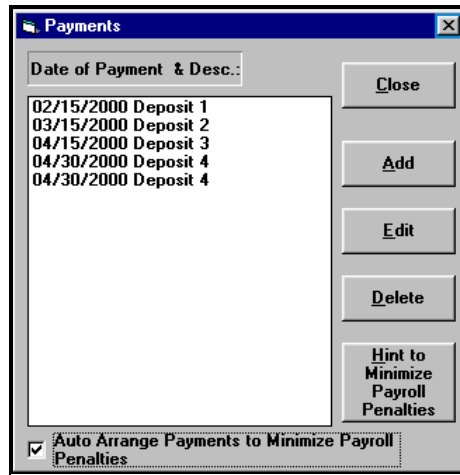 Payments
Date of Payment & Desc.:
02/15/2000 Deposit 1
03/15/2000 Deposit 2
04/15/2000 Deposit 3
04/30/2000 Deposit 4
04/30/2000 Deposit 4
Close
Add
Edit
Delete
Hint to
Minimize
Payroll
Penalties
Auto Arrange Payments to Minimize Payroll
Penalties